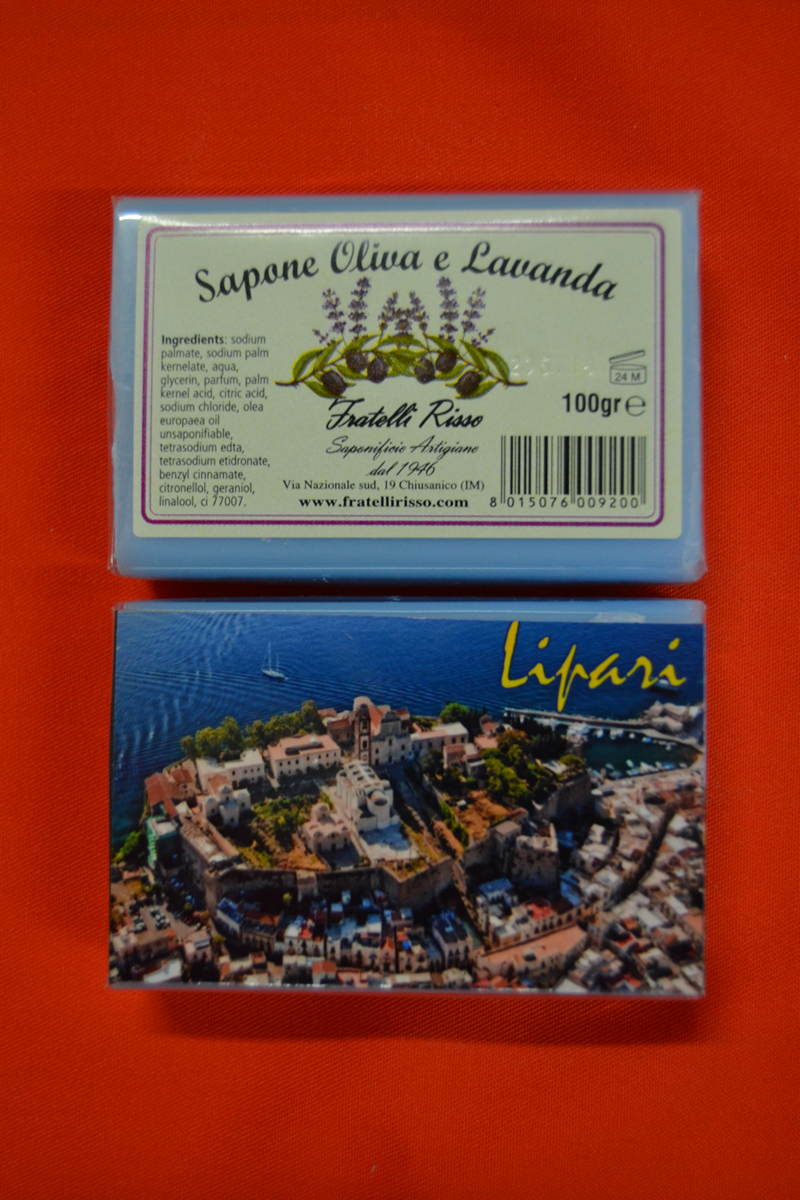 Sapone Oliva e Lavanda
Ingredients: sodium
palmate, sodium palm
kernelate, aqua,
glycerin, parfum, palm
kernel acid, citric acid,
sodium chloride, olea
europaea oil
unsaponifiable,
tetrasodium edta,
tetrasodium etidronate,
benzyl cinnamate,
citronellol, geraniol,
linalool, ci 77007.
Fratelli Risso
Saponificio Artigiano
dal 1946
Via Nazionale sud, 19 Chiusanico (IM)
www.fratellirisso.com
24 M
100gr e
8 015076 009200
Lipari